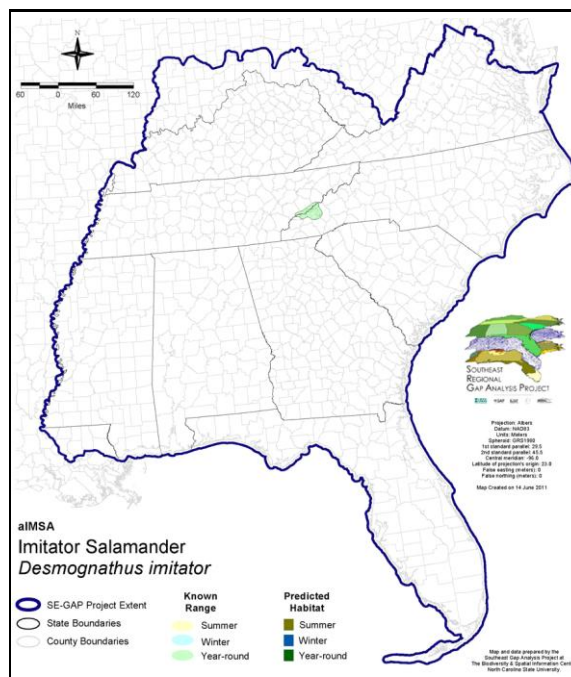 N
60 30 0 60 120
Miles
SOUTHEAST
REGIONAL
GAP ANALYSIS PROJECT
Projection: Albers
Datum: NAD83
Units: Meters
Spheroid: GRS1980
1st standard parallel: 29.5
2nd standard parallel: 45.5
Central meridian: -96.0
Latitude of projection's origin: 23.0
False easting (meters): 0
False northing (meters): 0
Map Created on 14 June 2011
aIMSA
Imitator Salamander
Desmognathus imitator
SE-GAP Project Extent
State Boundaries
County Boundaries
Known
Range
Summer
Winter
Year-round
Predicted
Habitat
Summer
Winter
Year-round
Map and data prepared by the
Southeast Gap Analysis Project at
The Biodiversity & Spatial Information Cent
North Carolina State University.